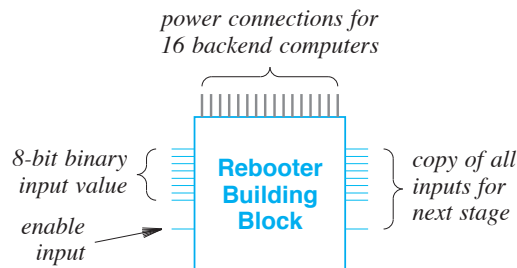 power connections for
16 backend computers
8-bit binary
input value
enable
input
Rebooter
Building
Block
copy of all
inputs for
next stage